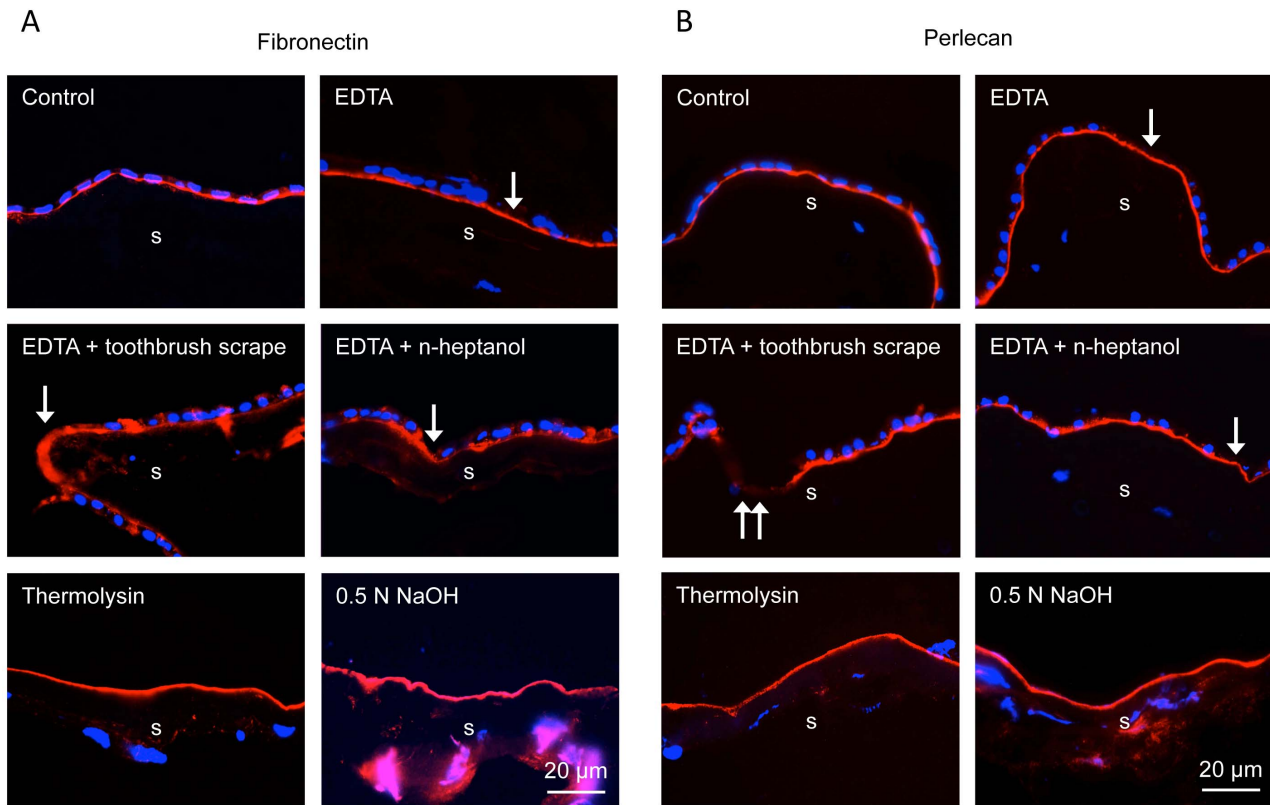 A
Fibronectin
Control
s
EDTA
s
EDTA + toothbrush scrape
s
EDTA + n-heptanol
s
Thermolysin
s
0.5 N NaOH
s
20 µm
B
Perlecan
Control
s
EDTA
s
EDTA + toothbrush scrape
s
EDTA + n-heptanol
s
Thermolysin
s
0.5 N NaOH
s
20 µm